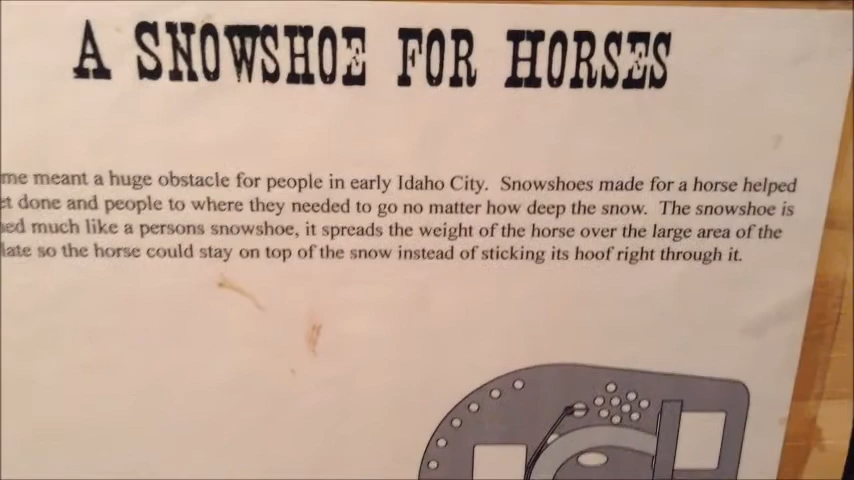 A SNOWSHOE FOR HORSES
me meant a huge obstacle for people in early Idaho City. Snowshoes made for a horse helped
et done and people to where they needed to go no matter how deep the snow. The snowshoe is
ed much like a persons snowshoe, it spreads the weight of the horse over the large area of the
late so the horse could stay on top of the snow instead of sticking its hoof right through it.